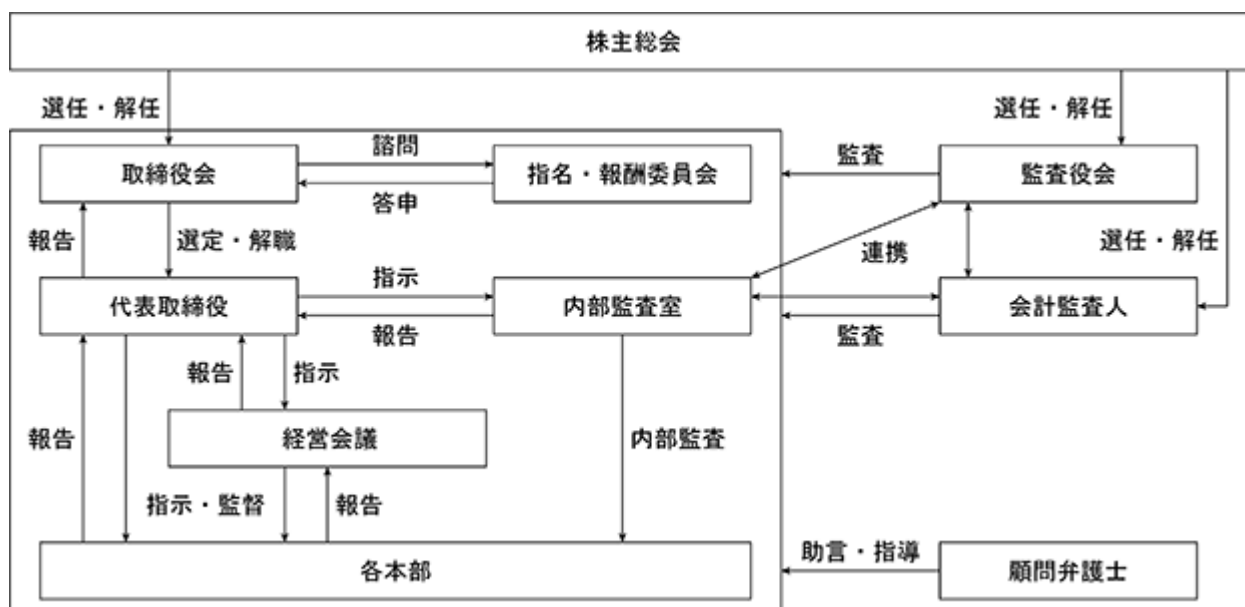 株主総会
選任・解任
選任・解任
取締役会
諮問
答申
指名・報酬委員会
監査
監査役会
報告
選定・解職
連携
選任・解任
代表取締役
指示
報告
内部監査室
監査
会計監査人
報告
報告
指示
経営会議
内部監査
指示・監督
報告
各本部
助言・指導
顧問弁護士